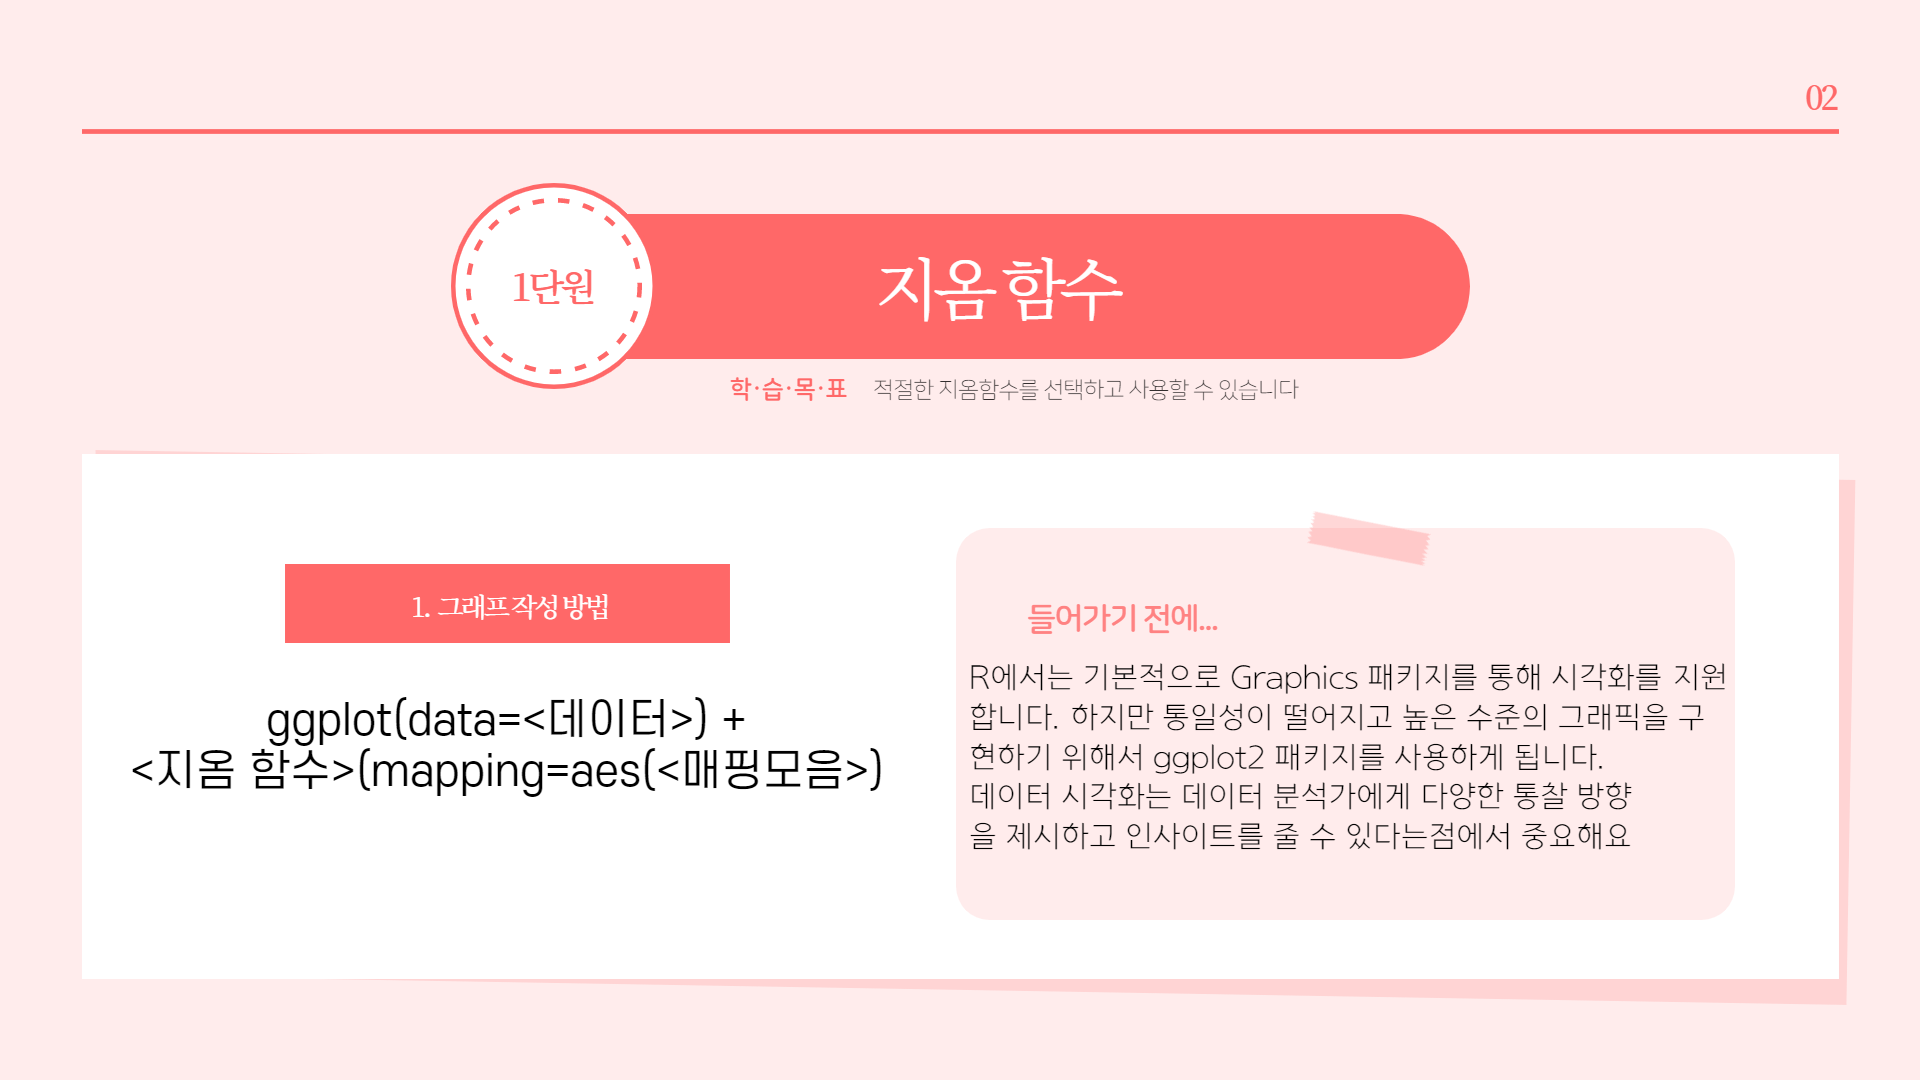 02
1단원
지옴 함수
학·습·목·표 적절한 지옴함수를 선택하고 사용할 수 있습니다
1. 그래프 작성 방법
ggplot(data=<데이터>) +
<지옴 함수>(mapping=aes(<매핑모음>)
들어가기 전에...
R에서는 기본적으로 Graphics 패키지를 통해 시각화를 지원
합니다. 하지만 통일성이 떨어지고 높은 수준의 그래픽을 구
현하기 위해서 ggplot2 패키지를 사용하게 됩니다.
데이터 시각화는 데이터 분석가에게 다양한 통찰 방향
을 제시하고 인사이트를 줄 수 있다는점에서 중요해요